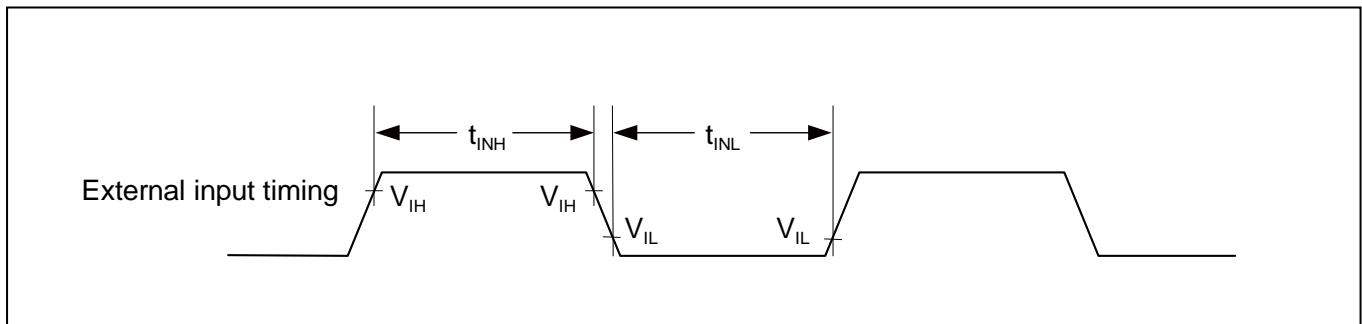 t_INH
t_INL
External input timing
V_IH
V_IH
V_IL
V_IL